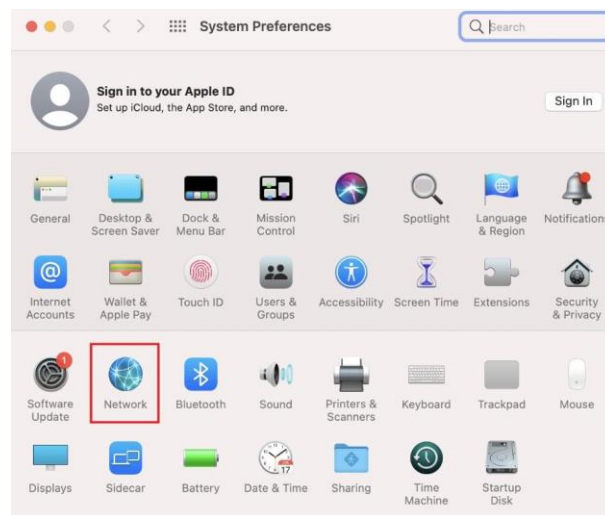 System Preferences
Search
Sign in to your Apple ID
Set up iCloud, the App Store, and more.
Sign In
General
Desktop &
Screen Saver
Dock &
Menu Bar
Mission
Control
Siri
Spotlight
Language
& Region
Notification
@
Internet
Accounts
Wallet &
Apple Pay
Touch ID
Users &
Groups
Accessibility
Screen Time
Extensions
Security
& Privacy
1
Software
Update
Network
Bluetooth
Sound
Printers &
Scanners
Keyboard
Trackpad
Mouse
17
Displays
Sidecar
Battery
Date & Time
Sharing
Time
Machine
Startup
Disk